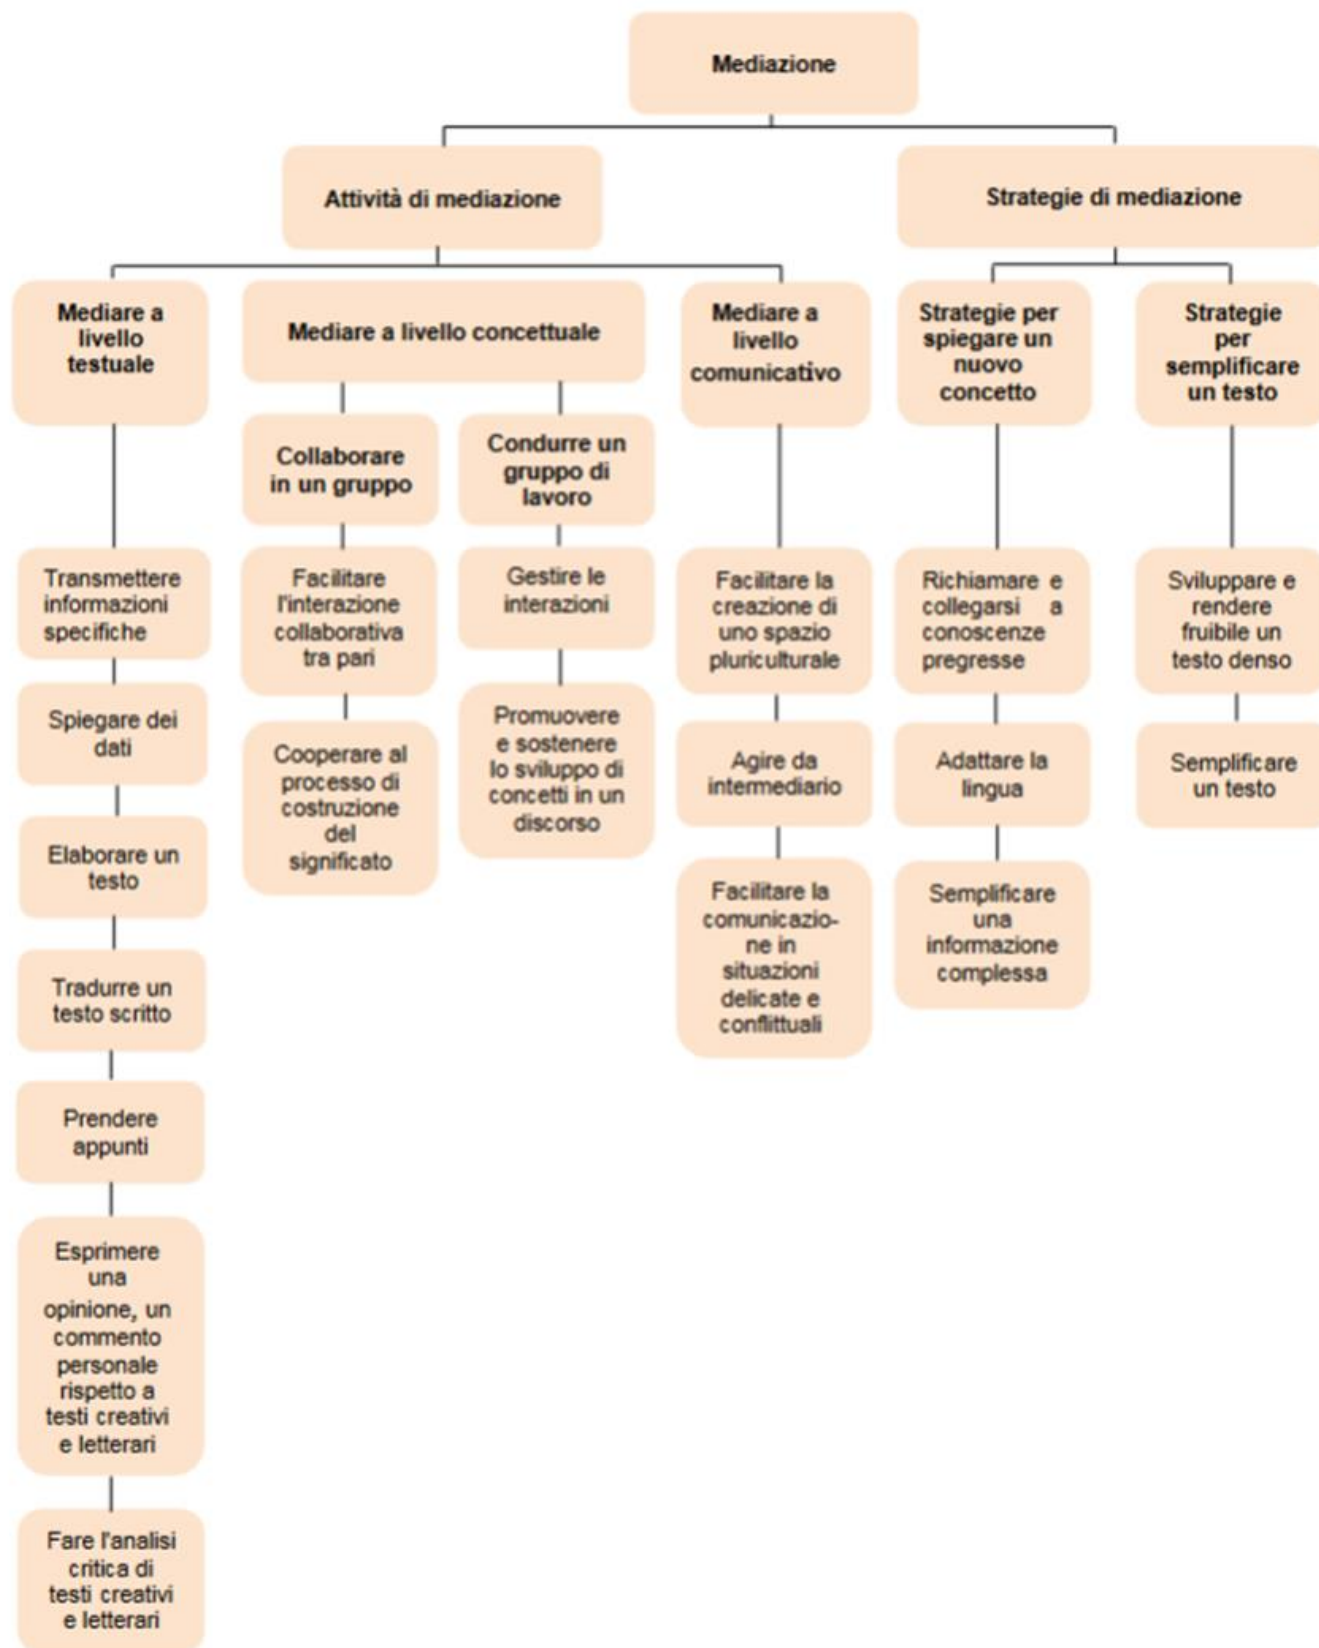 Mediazione
Attività di mediazione
Strategie di mediazione
Mediare a
livello
testuale
Mediare a livello concettuale
Mediare a
livello
comunicativo
Strategie per
spiegare un
nuovo
concetto
Strategie
per
semplificare
un testo
Collaborare
in un gruppo
Condurre un
gruppo di
lavoro
Transmettere
informazioni
specifiche
Facilitare
l'interazione
collaborativa
tra pari
Gestire le
interazioni
Facilitare la
creazione di
uno spazio
pluriculturale
Richiamare e
collegarsi a
conoscenze
pregresse
Sviluppare e
rendere
fruibile un
testo denso
Spiegare dei
dati
Cooperare al
processo di
costruzione
del
significato
Promuovere
e sostenere
lo sviluppo di
concetti in un
discorso
Agire da
intermediario
Adattare la
lingua
Semplificare
un testo
Elaborare un
testo
Facilitare la
comunicazio-
ne in
situazioni
delicate e
conflittuali
Semplificare
una
informazione
complessa
Tradurre un
testo scritto
Prendere
appunti
Esprimere
una
opinione, un
commento
personale
rispetto a
testi creativi
e letterari
Fare l'analisi
critica di
testi creativi
e letterari